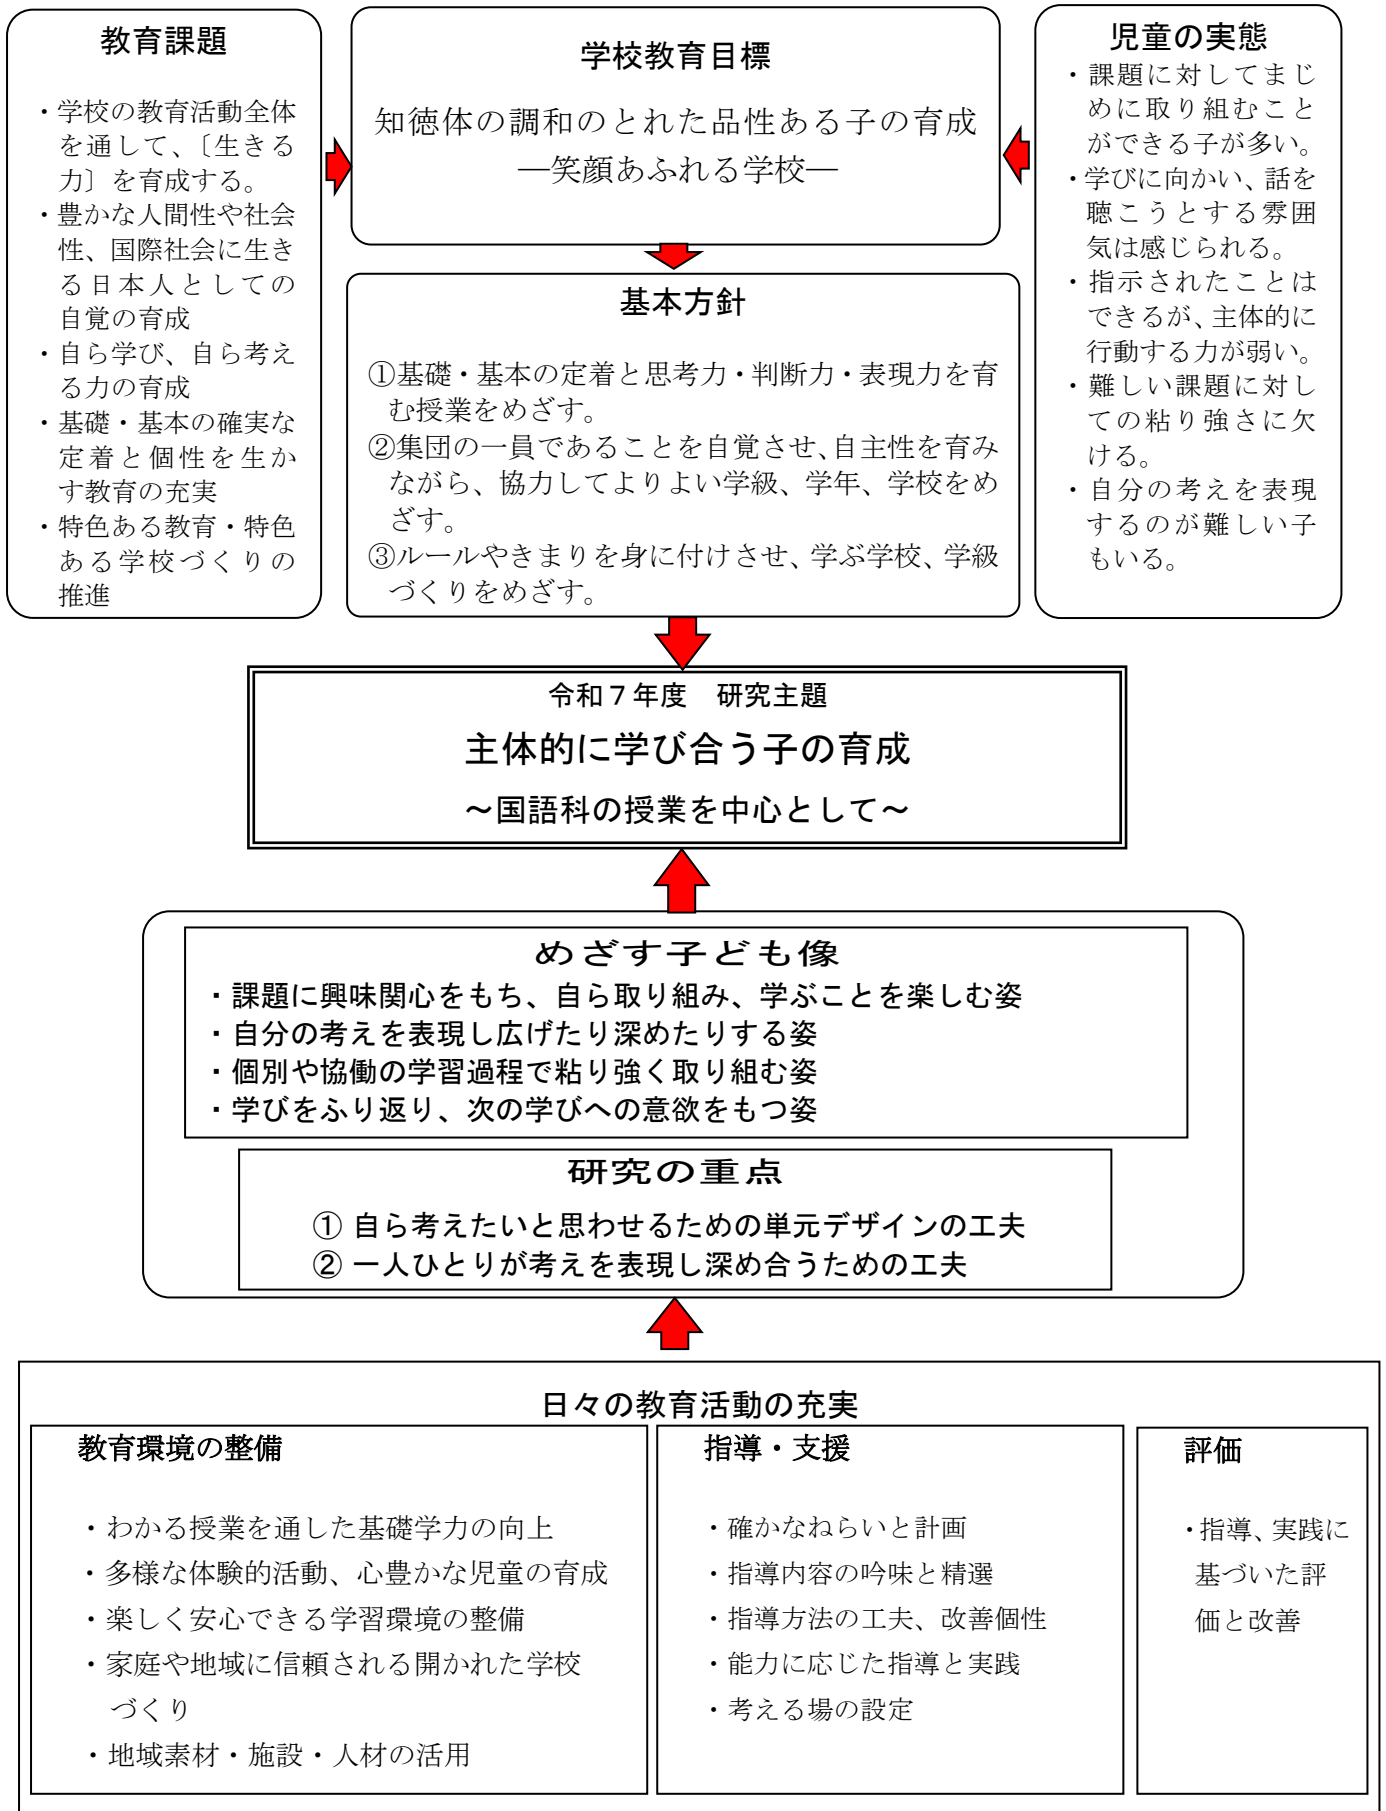 教育課題
・学校の教育活動全体
を通して、〔生きる
力〕を育成する。
・豊かな人間性や社会
性、国際社会に生き
る日本人としての
自覚の育成
・自ら学び、自ら考え
る力の育成
・基礎・基本の確実な
定着と個性を生か
す教育の充実
・特色ある教育・特色
ある学校づくりの
推進
学校教育目標
知徳体の調和のとれた品性ある子の育成
―笑顔あふれる学校―
児童の実態
・課題に対してまじ
めに取り組むこと
ができる子が多い。
・学びに向かい、話を
聴こうとする雰囲
気は感じられる。
・指示されたことは
できるが、主体的に
行動する力が弱い。
・難しい課題に対し
ての粘り強さに欠
ける。
・自分の考えを表現
するのが難しい子
もいる。
基本方針
①基礎・基本の定着と思考力・判断力・表現力を育
む授業をめざす。
②集団の一員であることを自覚させ、自主性を育み
ながら、協力してよりよい学級、学年、学校をめ
ざす。
③ルールやきまりを身に付けさせ、学ぶ学校、学級
づくりをめざす。
令和７年度　研究主題
主体的に学び合う子の育成
～国語科の授業を中心として～
めざす子ども像
・課題に興味関心をもち、自ら取り組み、学ぶことを楽しむ姿
・自分の考えを表現し広げたり深めたりする姿
・個別や協働の学習過程で粘り強く取り組む姿
・学びをふり返り、次の学びへの意欲をもつ姿
研究の重点
① 自ら考えたいと思わせるための単元デザインの工夫
② 一人ひとりが考えを表現し深め合うための工夫
日々の教育活動の充実
教育環境の整備
・わかる授業を通した基礎学力の向上
・多様な体験的活動、心豊かな児童の育成
・楽しく安心できる学習環境の整備
・家庭や地域に信頼される開かれた学校
づくり
・地域素材・施設・人材の活用
指導・支援
・確かなねらいと計画
・指導内容の吟味と精選
・指導方法の工夫、改善個性
・能力に応じた指導と実践
・考える場の設定
評価
・指導、実践に
基づいた評
価と改善